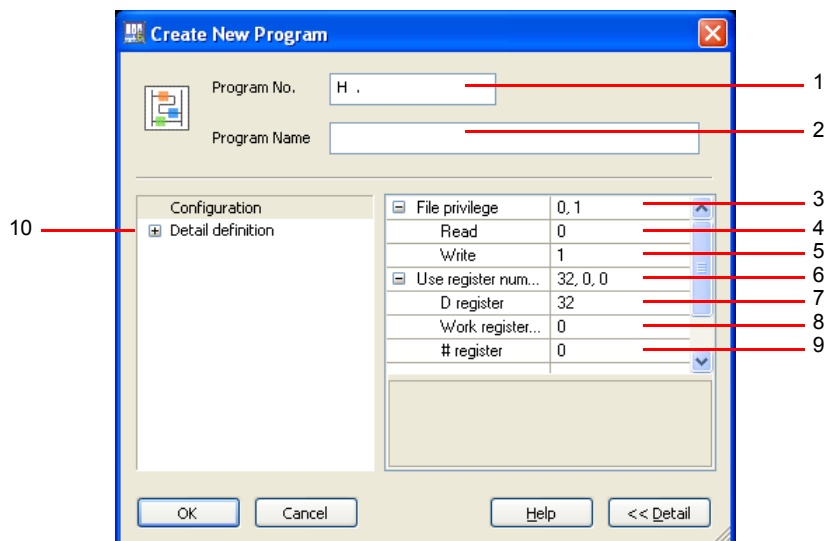 Create New Program
Program No. H . 1
Program Name 2
Configuration
10 Detail definition
File privilege 0, 1 3
Read 0 4
Write 1 5
Use register num... 32, 0, 0 6
D register 32 7
Work register... 0 8
# register 0 9
OK Cancel Help << Detail